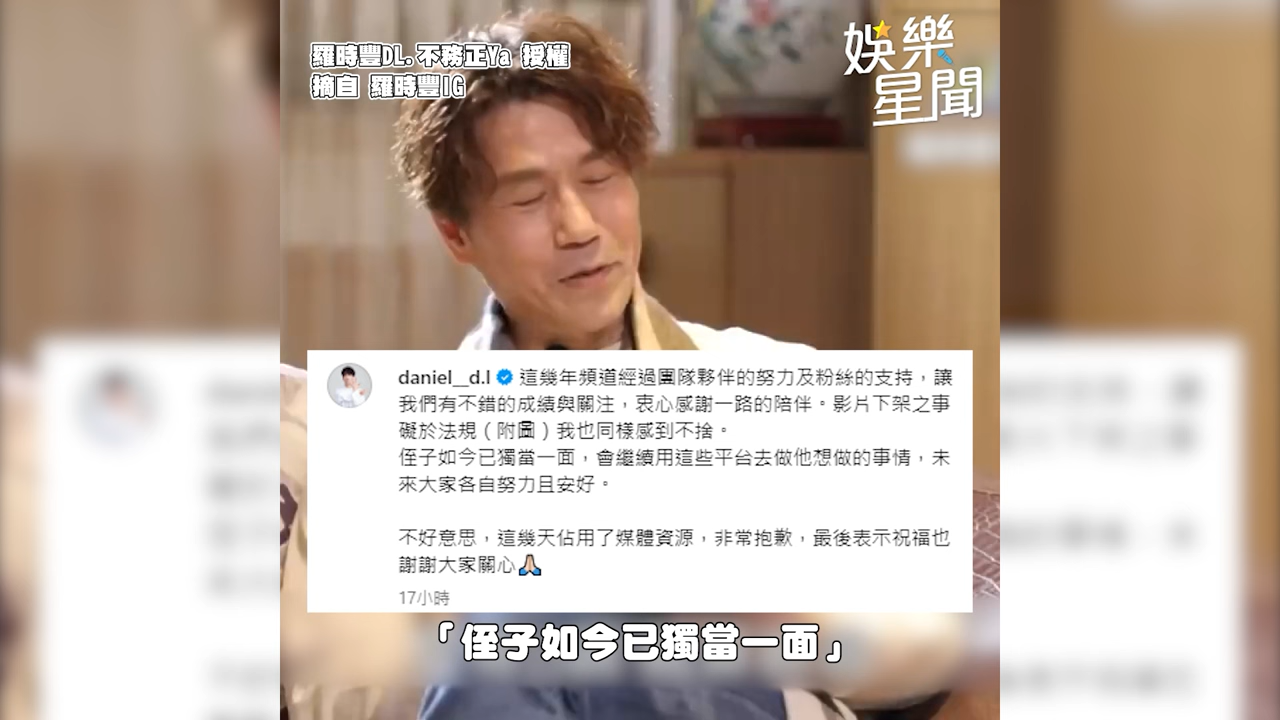 羅時豐DL.不務正Ya 授權
摘自 羅時豐IG
娛樂
星聞
daniel__d.l 這幾年頻道經過團隊夥伴的努力及粉絲的支持，讓
我們有不錯的成績與關注，衷心感謝一路的陪伴。影片下架之事
礙於法規（附圖）我也同樣感到不捨。
侄子如今已獨當一面，會繼續用這些平台去做他想做的事情，未
來大家各自努力且安好。
不好意思，這幾天佔用了媒體資源，非常抱歉，最後表示祝福也
謝謝大家關心🙏🏻
17小時
「侄子如今已獨當一面」